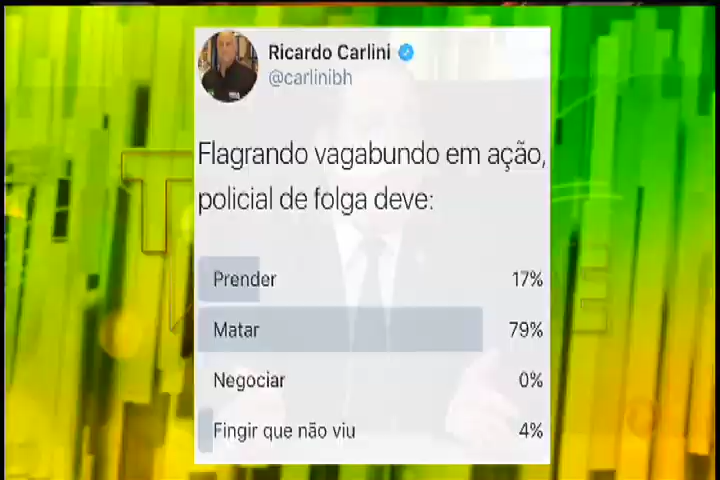 Ricardo Carlini
@carlinibh
Flagrando vagabundo em ação,
policial de folga deve:
Prender 17%
Matar 79%
Negociar 0%
Fingir que não viu 4%